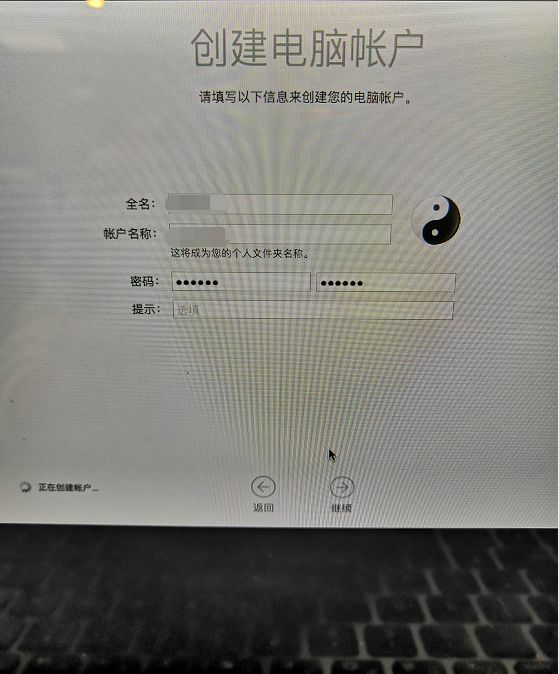 创建电脑帐户
请填写以下信息来创建您的电脑帐户。
全名：
帐户名称：
这将成为您的个人文件夹名称。
密码： •••••• ••••••
提示： 选填
正在创建帐户...
返回
继续